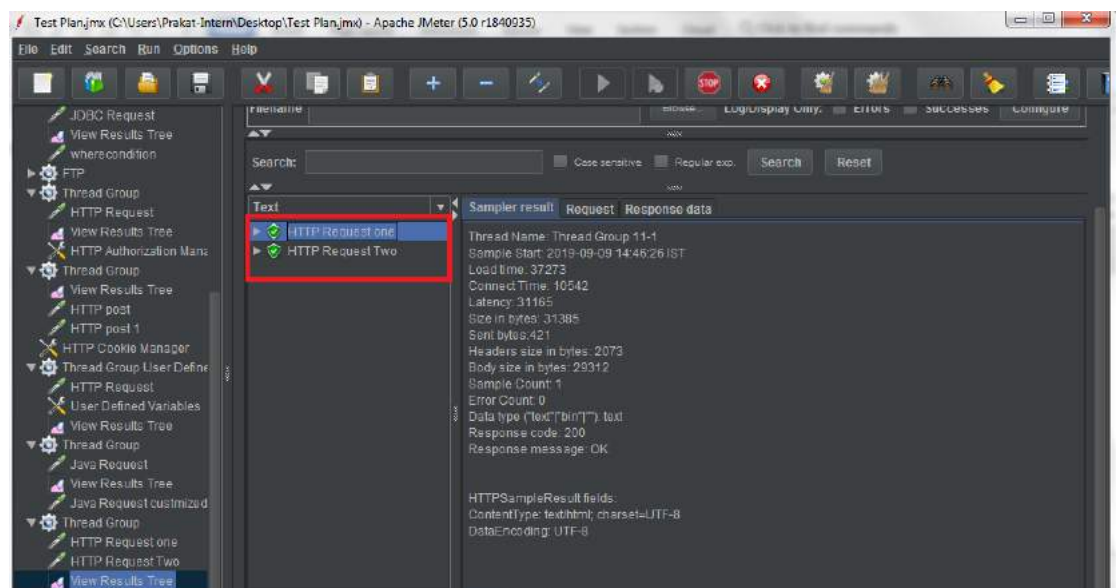 Test Plan.jmx (C:\Users\Prakat-Intern\Desktop\Test Plan.jmx) - Apache JMeter (5.0 r1840935)
File Edit Search Run Options Help
STOP
Filename Browse... Log/Display Only: Errors Successes Configure
Search: Case sensitive Regular exp. Search Reset
JDBC Request
View Results Tree
wherecondition
FTP
Thread Group
HTTP Request
View Results Tree
HTTP Authorization Mana
Thread Group
View Results Tree
HTTP post
HTTP post 1
HTTP Cookie Manager
Thread Group User Define
HTTP Request
User Defined Variables
View Results Tree
Thread Group
Java Request
View Results Tree
Java Request custmized
Thread Group
HTTP Request one
HTTP Request Two
View Results Tree
Text
HTTP Request one
HTTP Request Two
Sampler result Request Response data
Thread Name: Thread Group 11-1
Sample Start: 2019-09-09 14:46:26 IST
Load time: 37273
Connect Time: 10542
Latency: 31165
Size in bytes: 31385
Sent bytes:421
Headers size in bytes: 2073
Body size in bytes: 29312
Sample Count: 1
Error Count: 0
Data type ("text"|"bin"|""): text
Response code: 200
Response message: OK
HTTPSampleResult fields:
ContentType: text/html; charset=UTF-8
DataEncoding: UTF-8